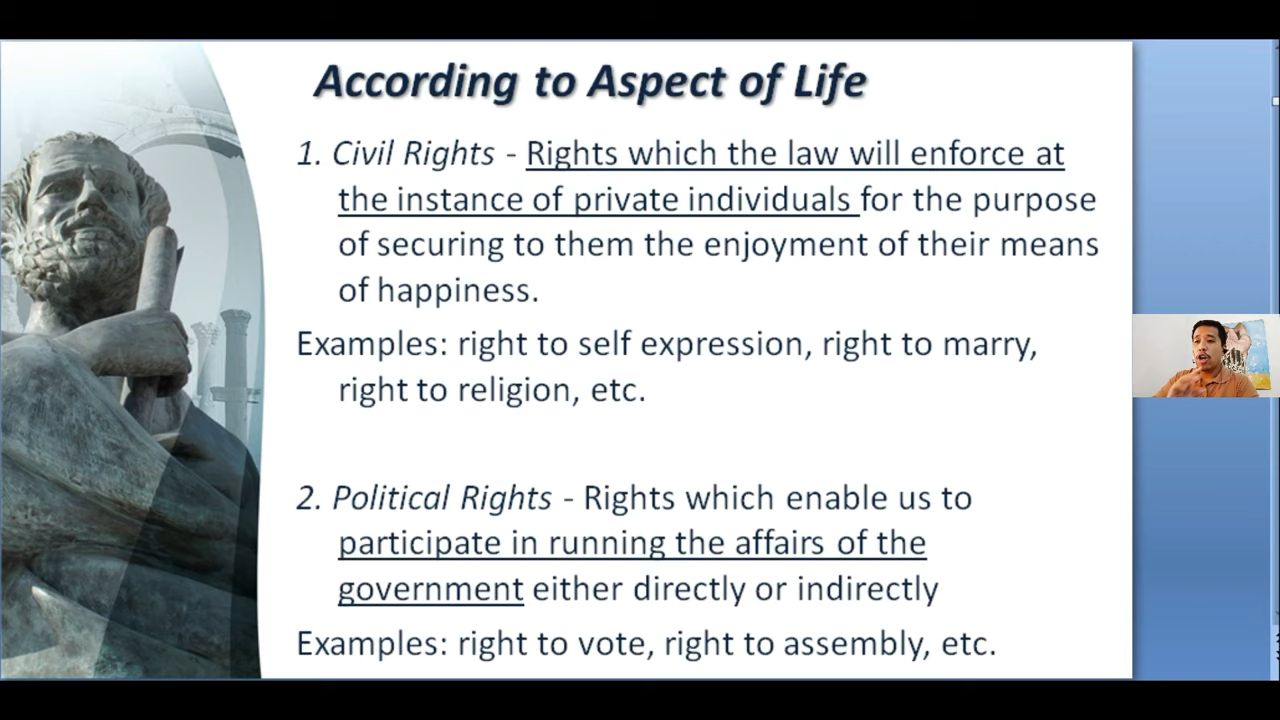 According to Aspect of Life
1. Civil Rights - Rights which the law will enforce at
the instance of private individuals for the purpose
of securing to them the enjoyment of their means
of happiness.
Examples: right to self expression, right to marry,
right to religion, etc.
2. Political Rights - Rights which enable us to
participate in running the affairs of the
government either directly or indirectly
Examples: right to vote, right to assembly, etc.